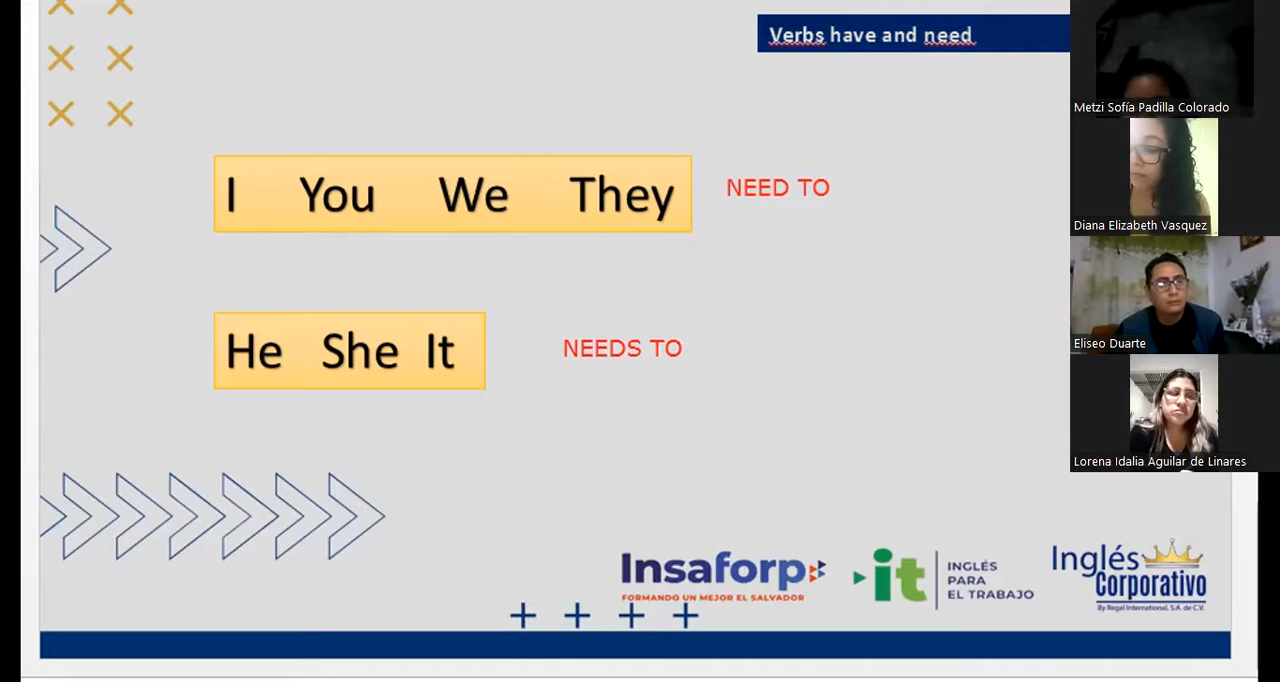 Verbs have and need
I You We They
NEED TO
He She It
NEEDS TO
Insaforp
FORMANDO UN MEJOR EL SALVADOR
it
INGLÉS
PARA
EL TRABAJO
Inglés
Corporativo
By Regal International, S.A. de C.V.
Metzi Sofía Padilla Colorado
Diana Elizabeth Vasquez
Eliseo Duarte
Lorena Idalia Aguilar de Linares